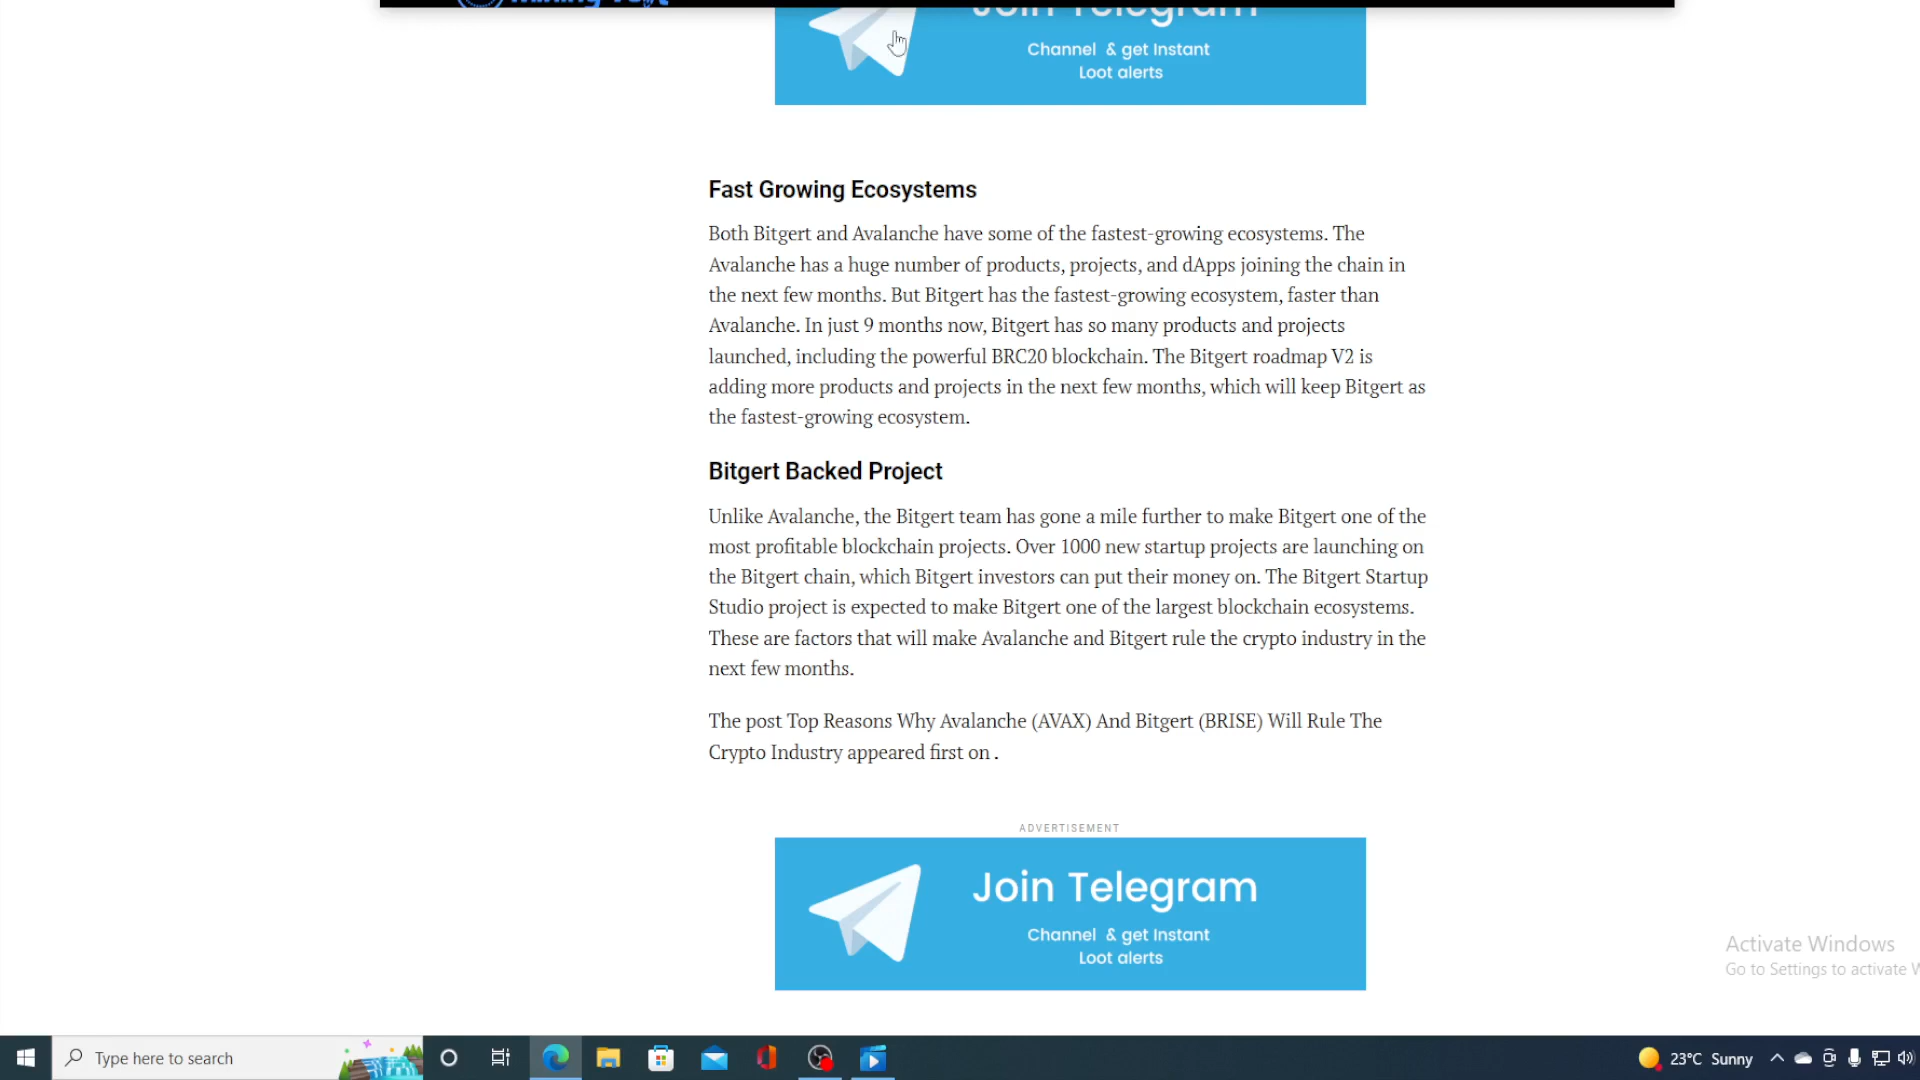 Join Telegram
Channel & get Instant
Loot alerts
Fast Growing Ecosystems
Both Bitgert and Avalanche have some of the fastest-growing ecosystems. The
Avalanche has a huge number of products, projects, and dApps joining the chain in
the next few months. But Bitgert has the fastest-growing ecosystem, faster than
Avalanche. In just 9 months now, Bitgert has so many products and projects
launched, including the powerful BRC20 blockchain. The Bitgert roadmap V2 is
adding more products and projects in the next few months, which will keep Bitgert as
the fastest-growing ecosystem.
Bitgert Backed Project
Unlike Avalanche, the Bitgert team has gone a mile further to make Bitgert one of the
most profitable blockchain projects. Over 1000 new startup projects are launching on
the Bitgert chain, which Bitgert investors can put their money on. The Bitgert Startup
Studio project is expected to make Bitgert one of the largest blockchain ecosystems.
These are factors that will make Avalanche and Bitgert rule the crypto industry in the
next few months.
The post Top Reasons Why Avalanche (AVAX) And Bitgert (BRISE) Will Rule The
Crypto Industry appeared first on .
ADVERTISEMENT
Join Telegram
Channel & get Instant
Loot alerts
Activate Windows
Go to Settings to activate W
Type here to search
23°C Sunny